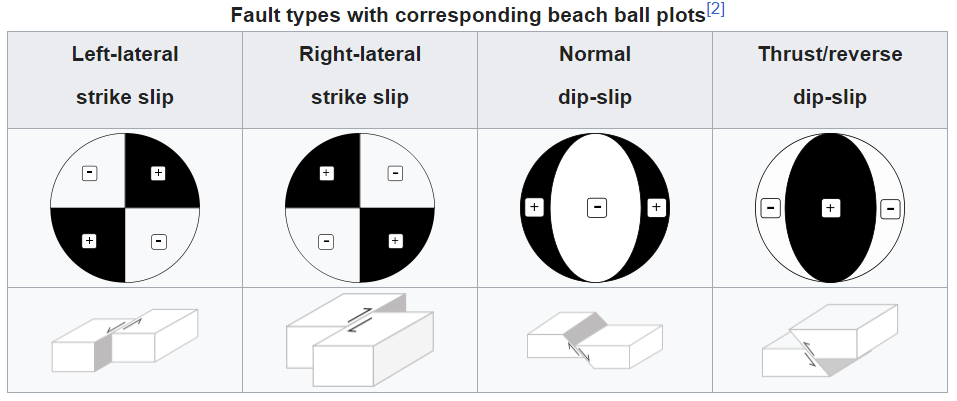 Fault types with corresponding beach ball plots[2]
Left-lateral
strike slip
Right-lateral
strike slip
Normal
dip-slip
Thrust/reverse
dip-slip
- +
+ -
+ -
- +
+ - +
- + -